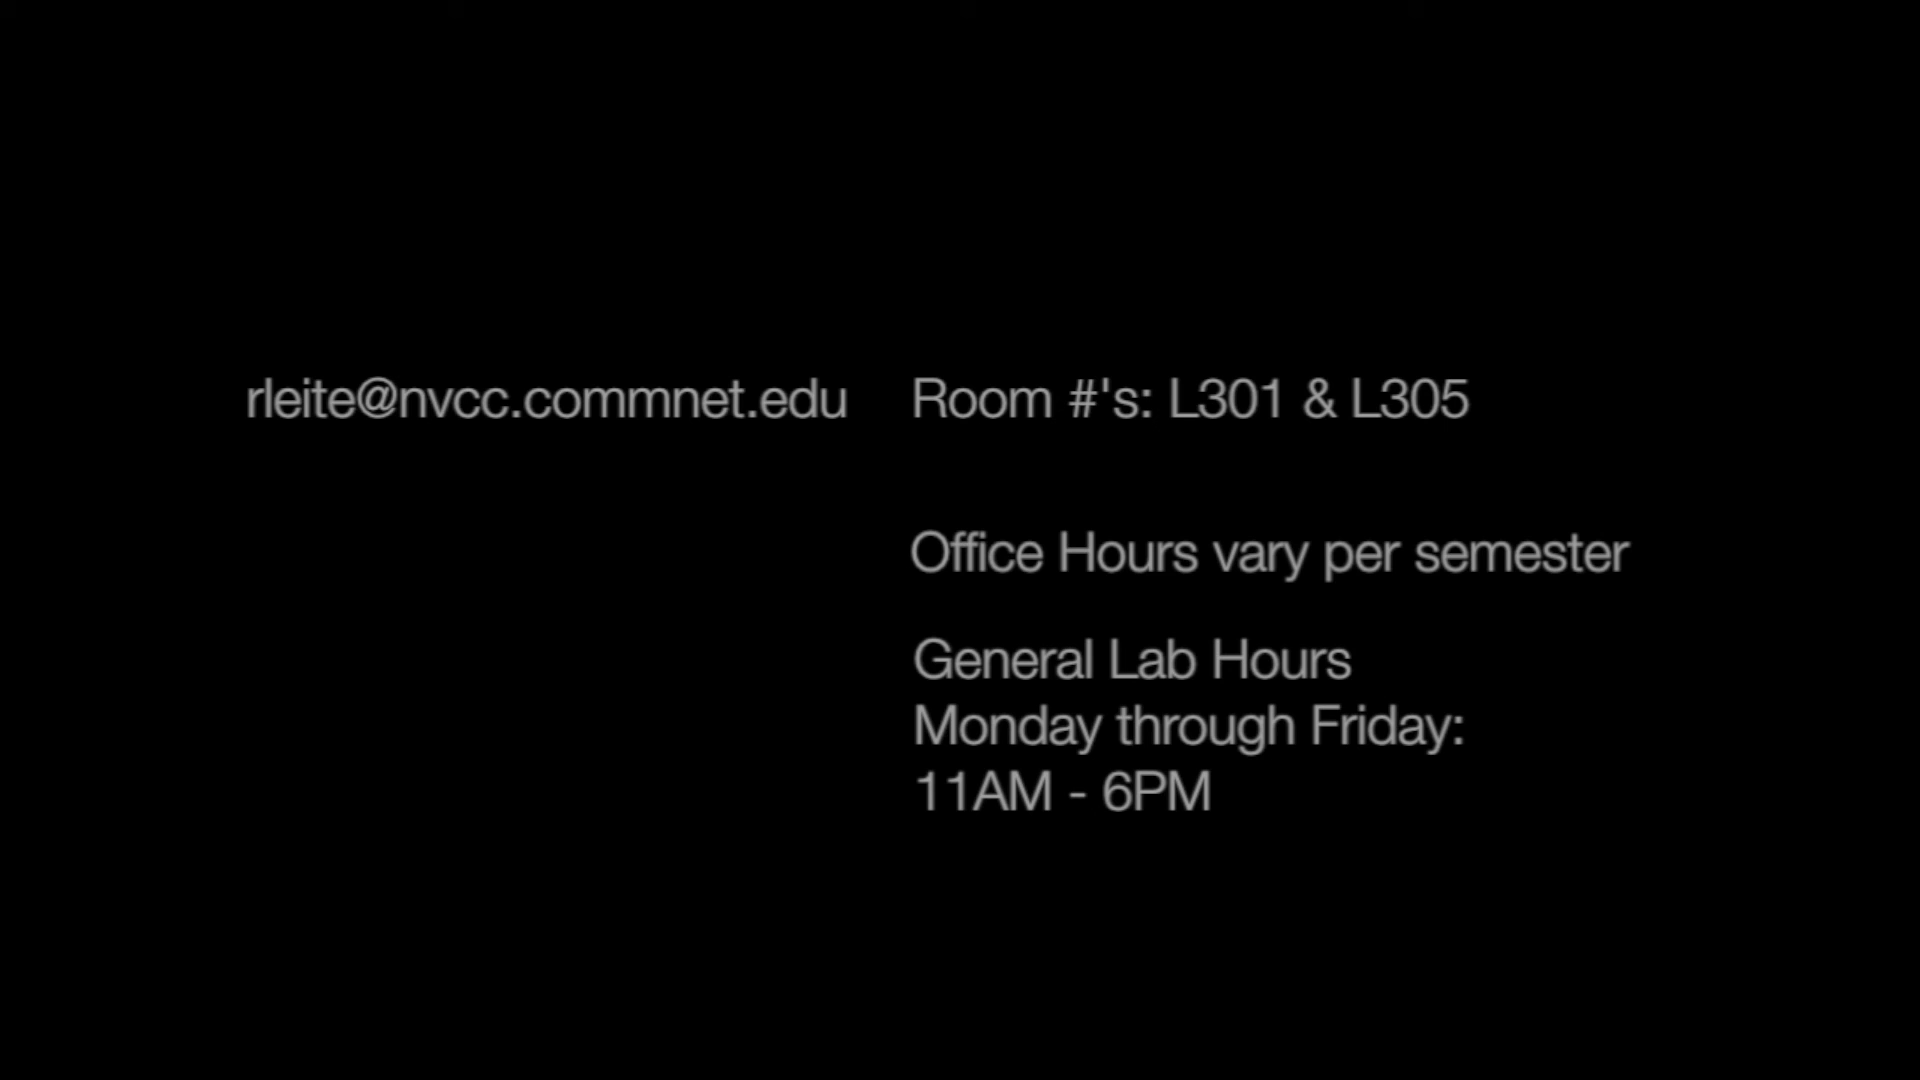 rleite@nvcc.commnet.edu
Room #'s: L301 & L305
Office Hours vary per semester
General Lab Hours
Monday through Friday:
11AM - 6PM